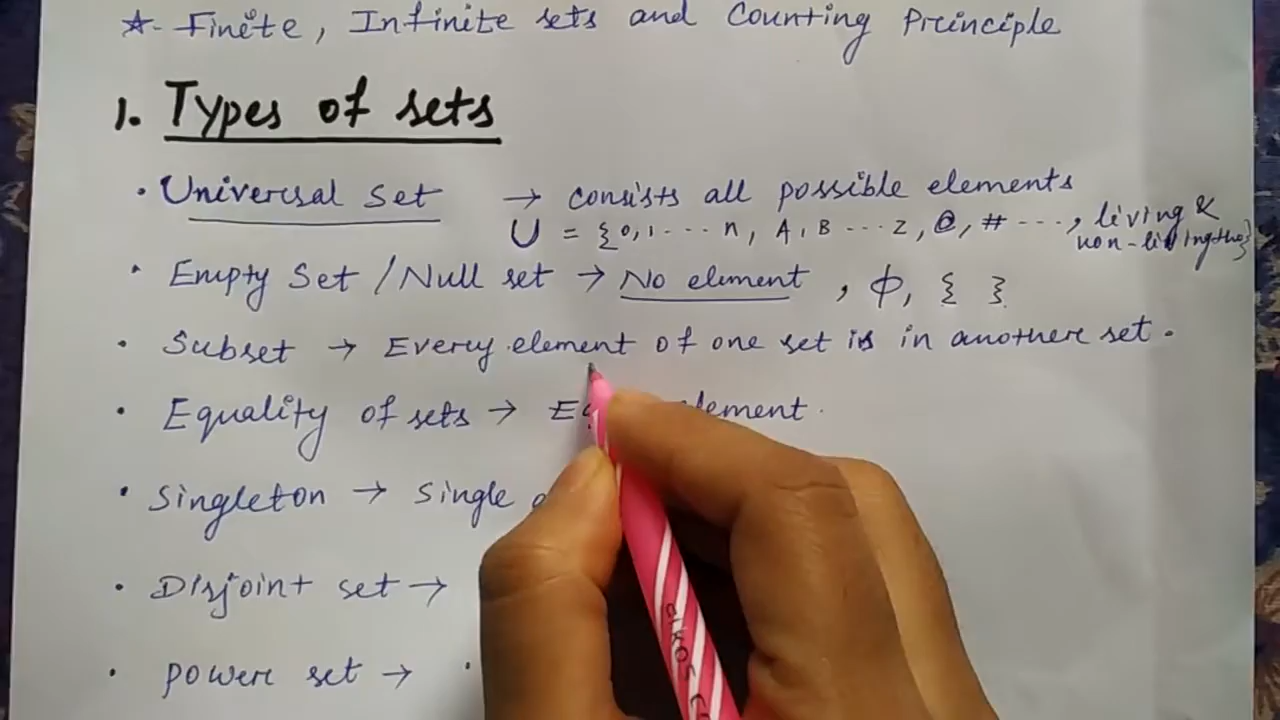 ☆- Finite, Infinite sets and Counting Principle
1. Types of sets
• Universal Set → consists all possible elements
U = {0,1---- n, A, B --- Z, @, # ---, living &
non-living
• Empty Set / Null set → No element, ϕ, { }
• Subset → Every element of one set is in another set.
• Equality of sets → element.
• Singleton → Single
• Disjoint set →
• Power set →